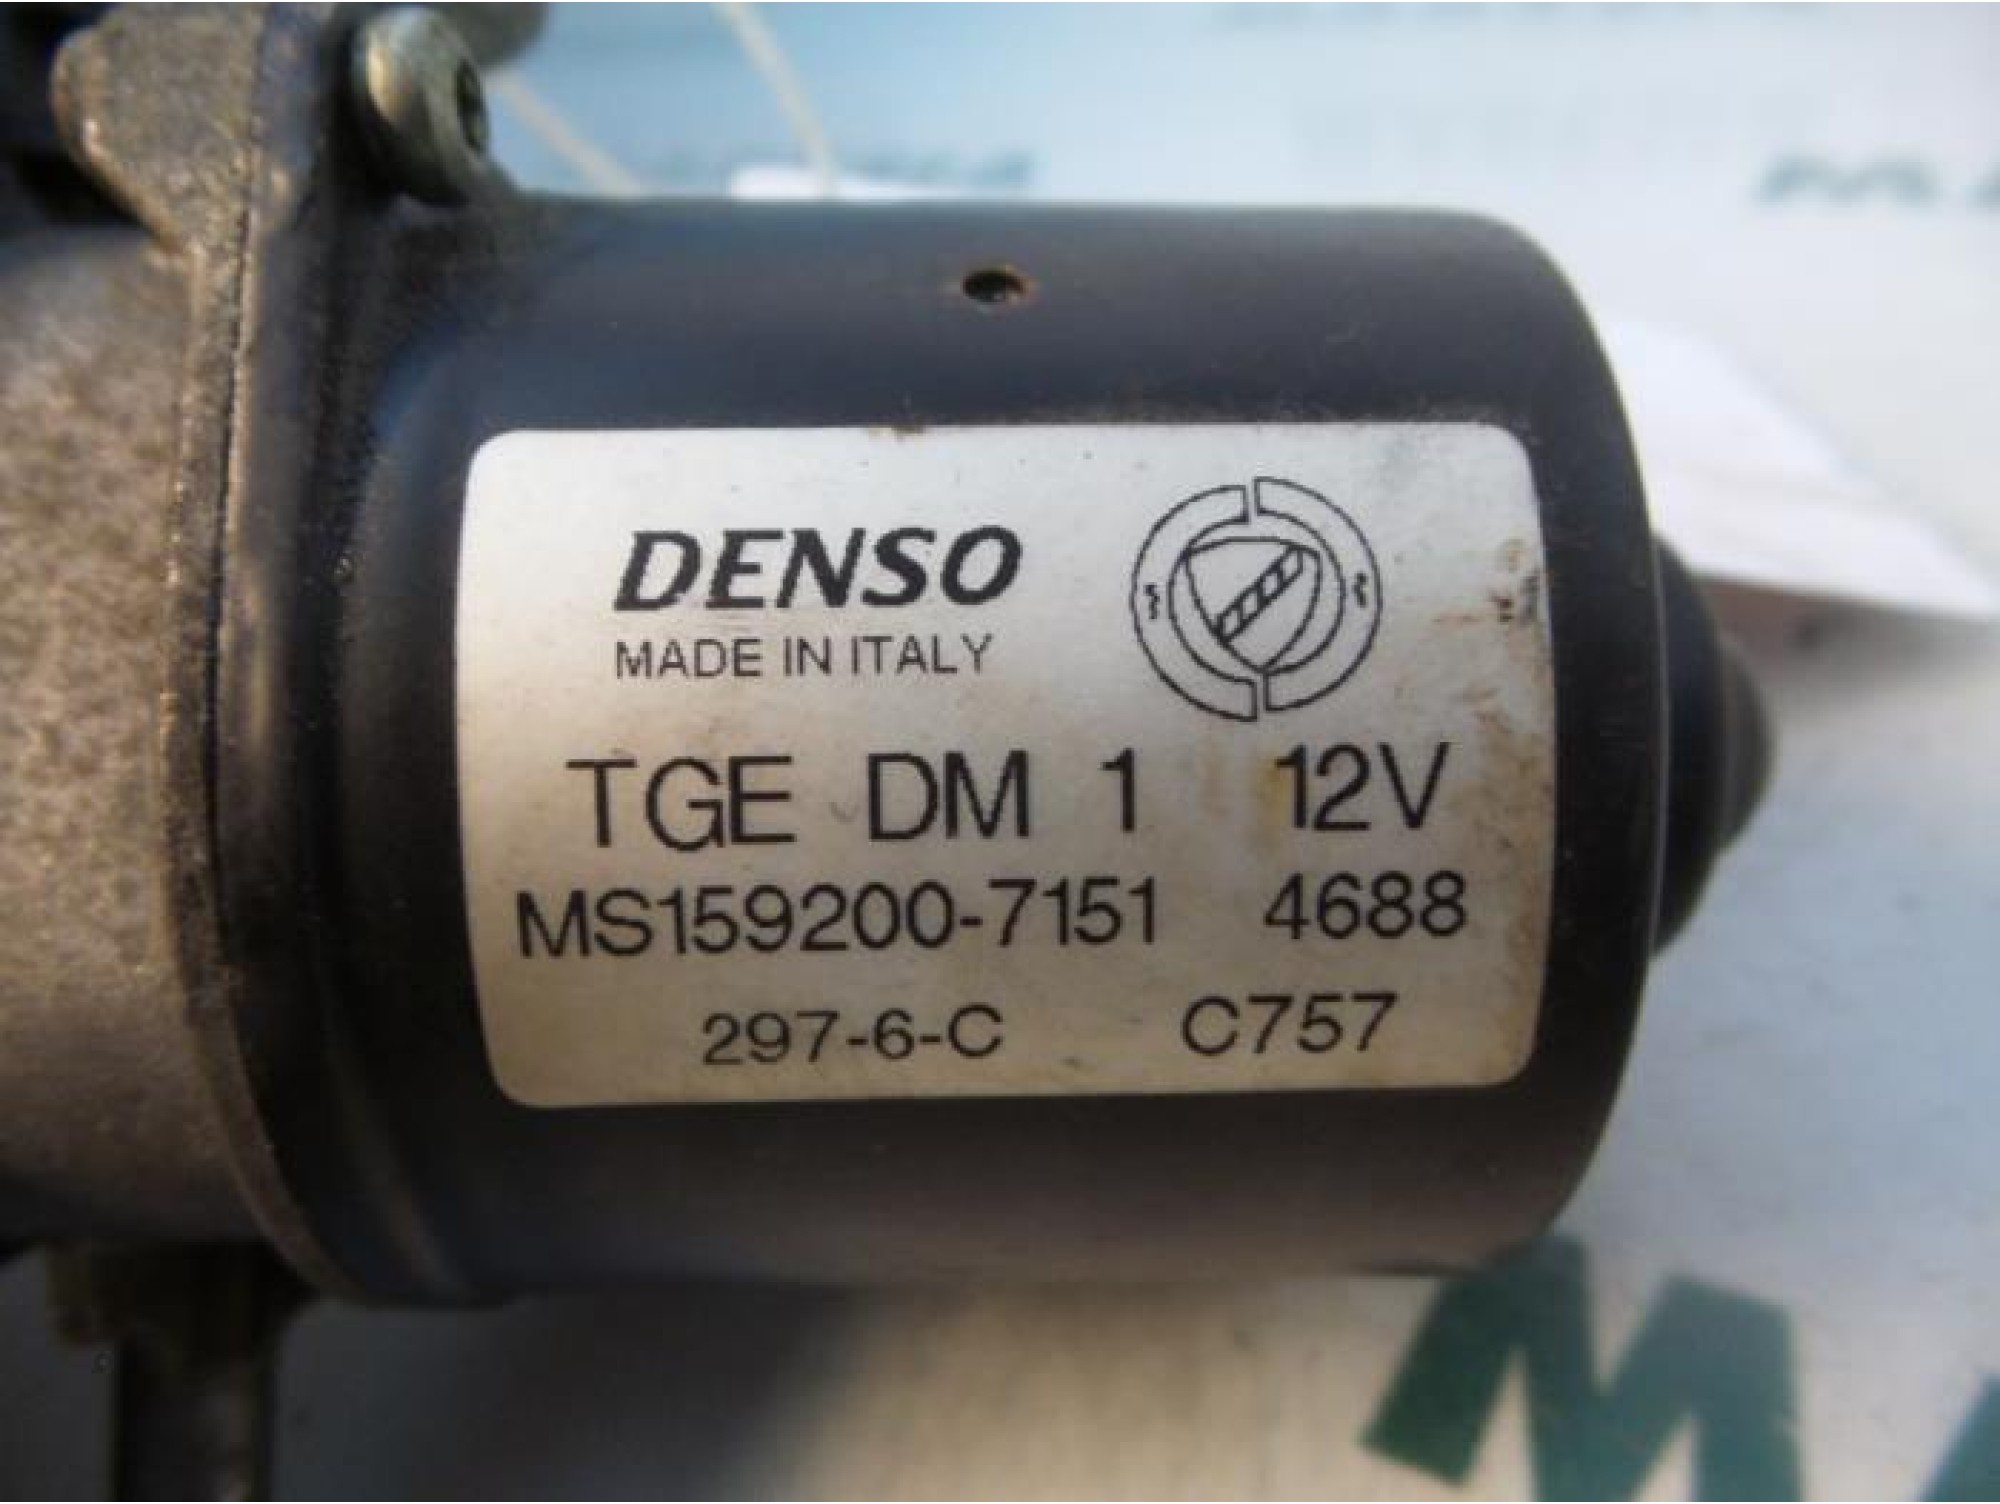 DENSO
MADE IN ITALY
TGE DM 1 12V
MS159200-7151 4688
297-6-C C757